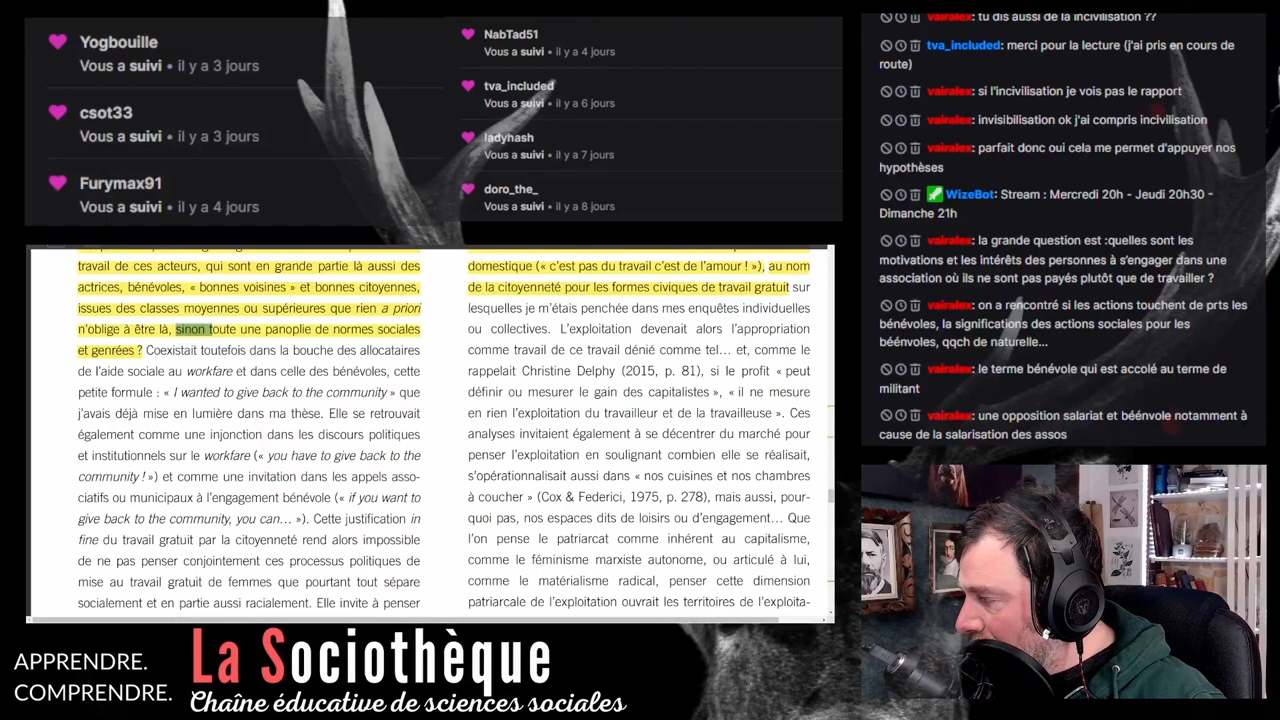 Yogbouille
Vous a suivi • il y a 3 jours
csot33
Vous a suivi • il y a 3 jours
Furymax91
Vous a suivi • il y a 4 jours
NabTad51
Vous a suivi • il y a 4 jours
tva_included
Vous a suivi • il y a 6 jours
ladyhash
Vous a suivi • il y a 7 jours
doro_the_
Vous a suivi • il y a 8 jours
vairalex: tu dis aussi de la incivilisation ??
tva_included: merci pour la lecture (j'ai pris en cours de
route)
vairalex: si l'incivilisation je vois pas le rapport
vairalex: invisibilisation ok j'ai compris incivilisation
vairalex: parfait donc oui cela me permet d'appuyer nos
hypothèses
WizeBot: Stream : Mercredi 20h - Jeudi 20h30 -
Dimanche 21h
vairalex: la grande question est :quelles sont les
motivations et les intérêts des personnes à s'engager dans une
association où ils ne sont pas payés plutôt que de travailler ?
vairalex: on a rencontré si les actions touchent de prts les
bénévoles, la significations des actions sociales pour les
béénvoles, qqch de naturelle...
vairalex: le terme bénévole qui est accolé au terme de
militant
vairalex: une opposition salariat et béénvole notamment à
cause de la salarisation des assos
travail de ces acteurs, qui sont en grande partie là aussi des
actrices, bénévoles, « bonnes voisines » et bonnes citoyennes,
issues des classes moyennes ou supérieures que rien a priori
n'oblige à être là, sinon toute une panoplie de normes sociales
et genrées ? Coexistait toutefois dans la bouche des allocataires
de l'aide sociale au workfare et dans celle des bénévoles, cette
petite formule : « I wanted to give back to the community » que
j'avais déjà mise en lumière dans ma thèse. Elle se retrouvait
également comme une injonction dans les discours politiques
et institutionnels sur le workfare (« you have to give back to the
community ! ») et comme une invitation dans les appels asso-
ciatifs ou municipaux à l'engagement bénévole (« if you want to
give back to the community, you can… »). Cette justification in
fine du travail gratuit par la citoyenneté rend alors impossible
de ne pas penser conjointement ces processus politiques de
mise au travail gratuit de femmes que pourtant tout sépare
socialement et en partie aussi racialement. Elle invite à penser
domestique (« c'est pas du travail c'est de l'amour ! »), au nom
de la citoyenneté pour les formes civiques de travail gratuit sur
lesquelles je m'étais penchée dans mes enquêtes individuelles
ou collectives. L'exploitation devenait alors l'appropriation
comme travail de ce travail dénié comme tel… et, comme le
rappelait Christine Delphy (2015, p. 81), si le profit « peut
définir ou mesurer le gain des capitalistes », « il ne mesure
en rien l'exploitation du travailleur et de la travailleuse ». Ces
analyses invitaient également à se décentrer du marché pour
penser l'exploitation en soulignant combien elle se réalisait,
s'opérationnalisait aussi dans « nos cuisines et nos chambres
à coucher » (Cox & Federici, 1975, p. 278), mais aussi, pour-
quoi pas, nos espaces dits de loisirs ou d'engagement… Que
l'on pense le patriarcat comme inhérent au capitalisme,
comme le féminisme marxiste autonome, ou articulé à lui,
comme le matérialisme radical, penser cette dimension
patriarcale de l'exploitation ouvrait les territoires de l'exploita-
APPRENDRE.
COMPRENDRE.
La Sociothèque
Chaîne éducative de sciences sociales